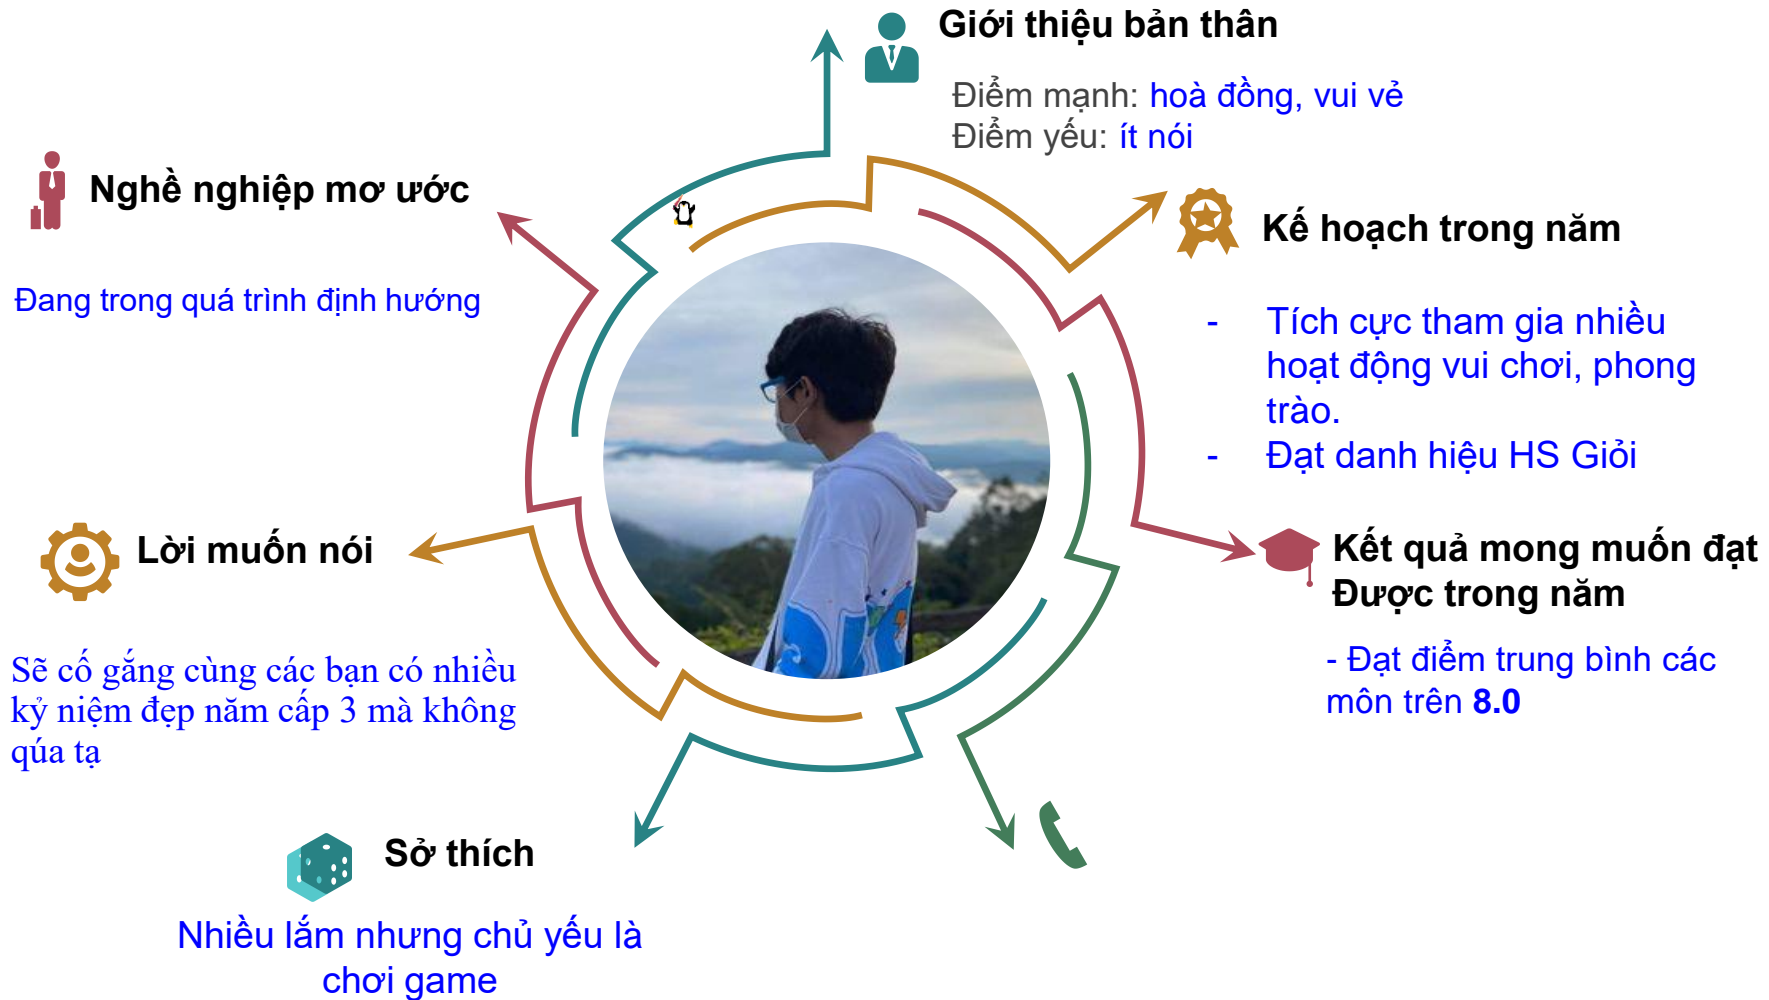 Giới thiệu bản thân
Điểm mạnh: hoà đồng, vui vẻ
Điểm yếu: ít nói
Nghề nghiệp mơ ước
Đang trong quá trình định hướng
Kế hoạch trong năm
- Tích cực tham gia nhiều
hoạt động vui chơi, phong
trào.
- Đạt danh hiệu HS Giỏi
Lời muốn nói
Sẽ cố gắng cùng các bạn có nhiều
kỷ niệm đẹp năm cấp 3 mà không
qúa tạ
Kết quả mong muốn đạt
Được trong năm
- Đạt điểm trung bình các
môn trên 8.0
Sở thích
Nhiều lắm nhưng chủ yếu là
chơi game